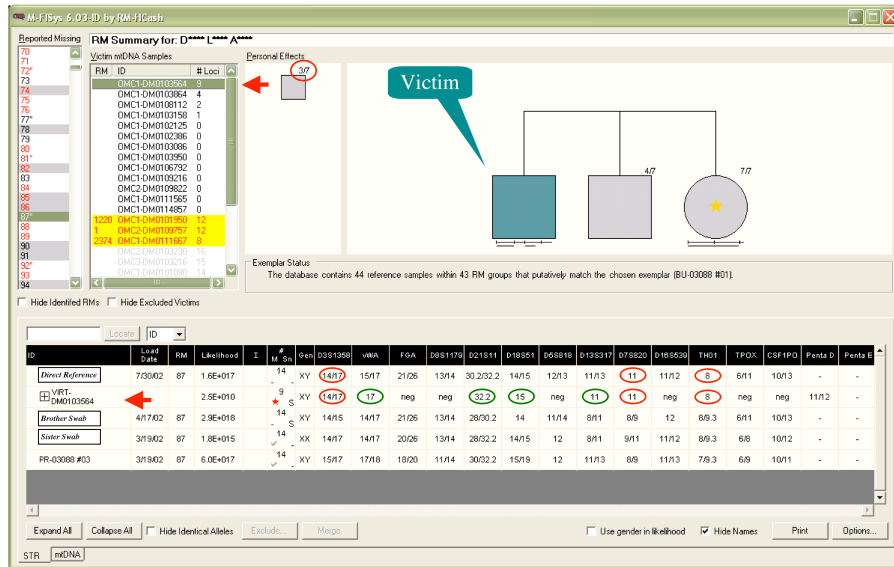 M-FISys 6.03-ID by RM-HCash
Reported Missing
RM Summary for: D**** L**** A****
70
71
72*
73
74
75
76
77*
78
79
80
81*
82
83
84
85
86
87*
88
89
90
91
92*
93
94
Victim mtDNA Samples
RM ID # Loci
OMC1-DM0103564 9
OMC1-DM0103864 4
OMC1-DM0108112 2
OMC1-DM0103158 1
OMC1-DM0102125 0
OMC1-DM0102386 0
OMC1-DM0103086 0
OMC1-DM0103950 0
OMC1-DM0106792 0
OMC1-DM0109216 0
OMC2-DM0109822 0
OMC1-DM0111565 0
OMC1-DM0114857 0
1220 OMC1-DM0101950 12
1 OMC2-DM0109757 12
2374 OMC1-DM0111667 8
OMC2-DM0103230 16
OMC1-DM0103216 15
OMC1-DM0101090 14
Personal Effects
3/7
Victim
4/7
7/7
Exemplar Status
The database contains 44 reference samples within 43 RM groups that putatively match the chosen exemplar (BU-03088 #01).
Hide Identifed RMs Hide Excluded Victims
Locate ID
ID Load Date RM Likelihood Σ # M Sn Gen D3S1358 vWA FGA D8S1179 D21S11 D18S51 D5S818 D13S317 D7S820 D16S539 TH01 TPOX CSF1PO Penta D Penta E
Direct Reference 7/30/02 87 1.6E+017 14 - - XY 14/17 15/17 21/26 13/14 30.2/32.2 14/15 12/13 11/13 11 11/12 8 6/11 10/13 - -
VIRT-DM0103564 2.5E+010 9 S XY 14/17 17 neg neg 32.2 15 neg 11 11 neg 8 neg neg 11/12 -
Brother Swab 4/17/02 87 2.9E+018 14 - S XY 14/15 14/17 21/26 13/14 28/30.2 14 11/14 8/11 8/9 12 8/9.3 6/11 10/13 - -
Sister Swab 3/19/02 87 1.8E+015 14 - XX 14/17 14/17 20/26 13/14 28/32.2 14/15 12 8/11 9/11 11/12 8/9.3 6/8 10/12 - -
PR-03088 #03 3/19/02 87 6.0E+017 14 - XY 15/17 17/18 18/20 11/14 30/32.2 15/19 12 11/13 8/9 11/13 7/9.3 6/9 10/11 - -
Expand All Collapse All Hide Identical Alleles Exclude... Merge Use gender in likelihood Hide Names Print Options...
STR mtDNA